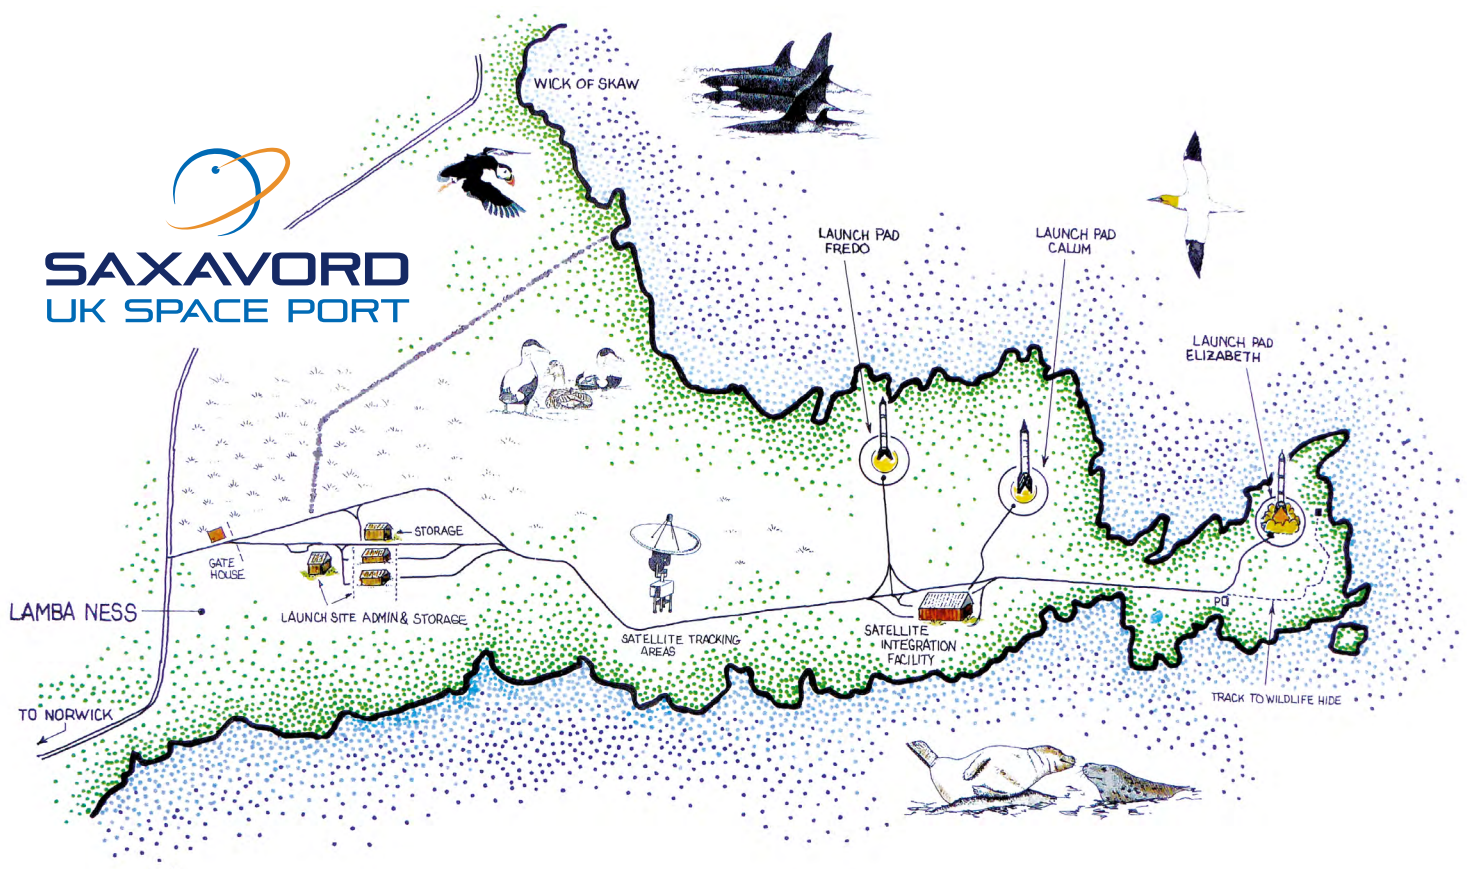 WICK OF SKAW
SAXAVORD
UK SPACE PORT
LAUNCH PAD
FREDO
LAUNCH PAD
CALUM
LAUNCH PAD
ELIZABETH
STORAGE
GATE
HOUSE
LAMBA NESS
LAUNCH SITE ADMIN & STORAGE
SATELLITE TRACKING
AREAS
SATELLITE
INTEGRATION
FACILITY
TRACK TO WILDLIFE HIDE
TO NORWICK